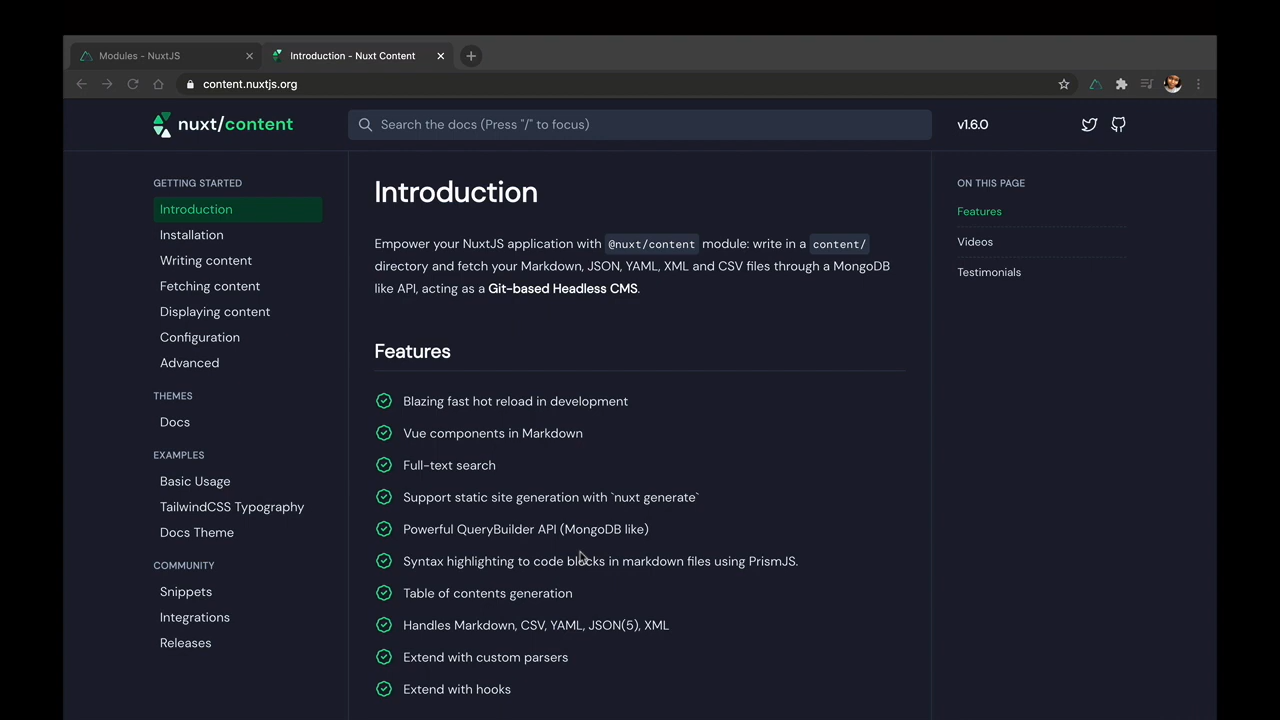 Modules - NuxtJS
Introduction - Nuxt Content
content.nuxtjs.org
nuxt/content
Search the docs (Press "/" to focus)
v1.6.0
GETTING STARTED
Introduction
Installation
Writing content
Fetching content
Displaying content
Configuration
Advanced
THEMES
Docs
EXAMPLES
Basic Usage
TailwindCSS Typography
Docs Theme
COMMUNITY
Snippets
Integrations
Releases
Introduction
Empower your NuxtJS application with @nuxt/content module: write in a content/
directory and fetch your Markdown, JSON, YAML, XML and CSV files through a MongoDB
like API, acting as a Git-based Headless CMS.
Features
Blazing fast hot reload in development
Vue components in Markdown
Full-text search
Support static site generation with `nuxt generate`
Powerful QueryBuilder API (MongoDB like)
Syntax highlighting to code blocks in markdown files using PrismJS.
Table of contents generation
Handles Markdown, CSV, YAML, JSON(5), XML
Extend with custom parsers
Extend with hooks
ON THIS PAGE
Features
Videos
Testimonials